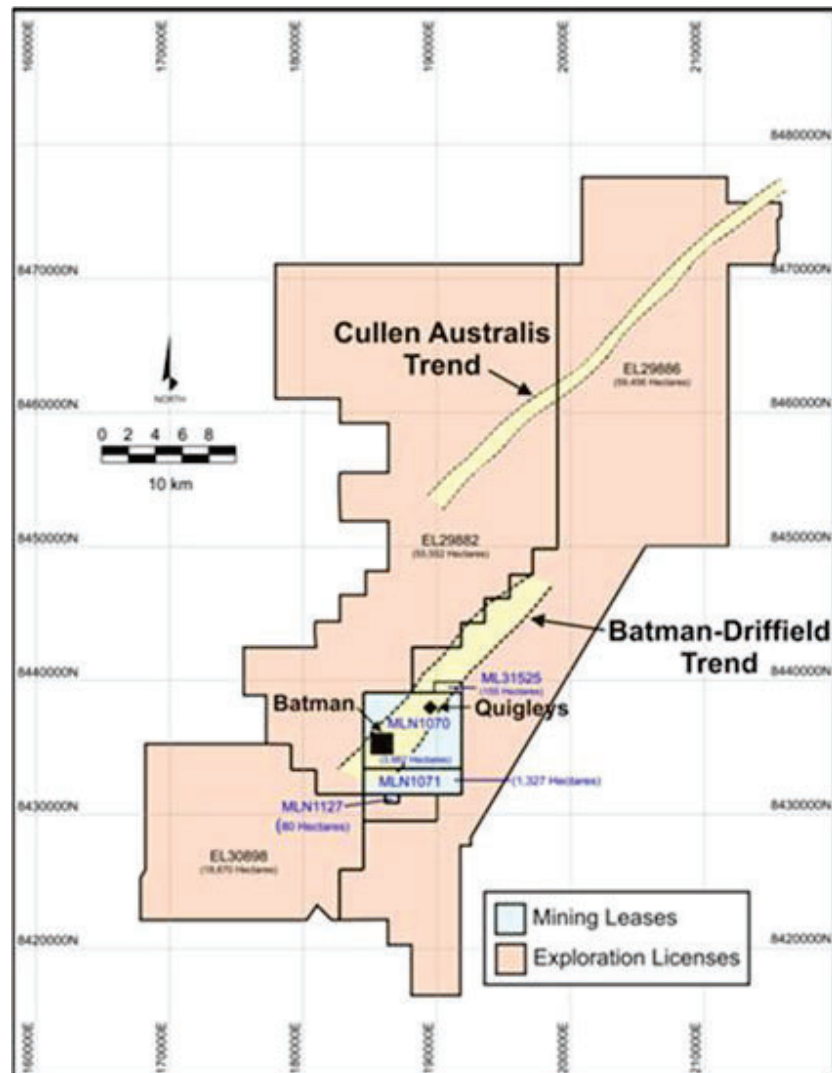 160000E
170000E
180000E
190000E
200000E
210000E
8480000N
8470000N
8470000N
Cullen Australis
Trend
EL29886
NORTH
8460000N
8460000N
0 2 4 6 8
10 km
8450000N
EL29882
8450000N
Batman-Driffield
Trend
8440000N
8440000N
ML31525
Batman
Quigleys
MLN1070
MLN1071
(1,327 Hectares)
MLN1127
(80 Hectares)
8430000N
8430000N
EL30898
Mining Leases
Exploration Licenses
8420000N
8420000N
160000E
170000E
180000E
190000E
200000E
210000E